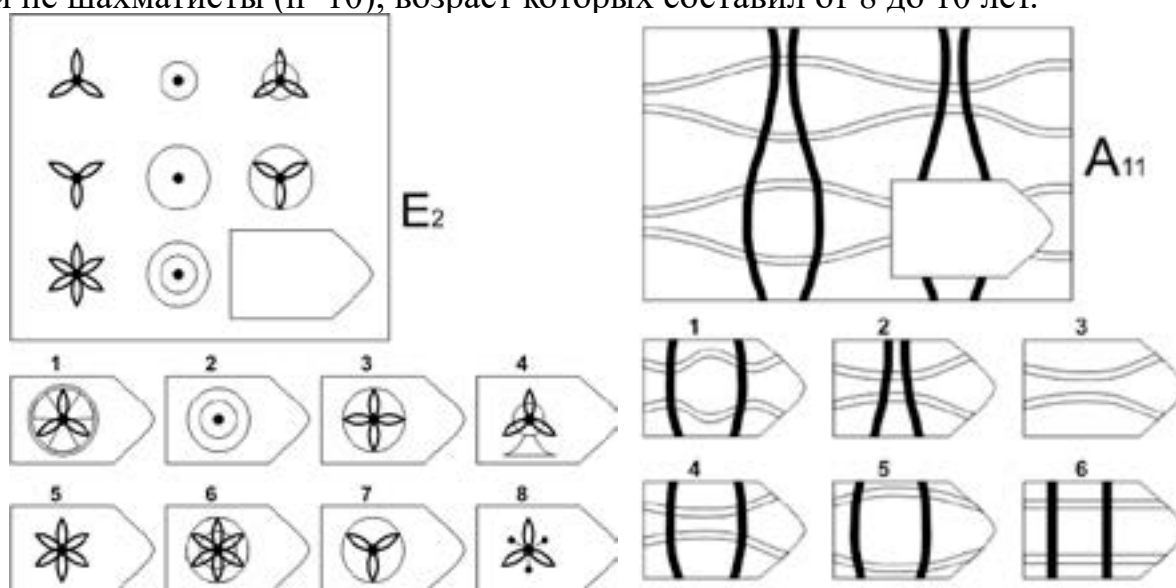 и не шахматисты (n=10), возраст которых составил от 8 до 10 лет.
E2
A11
1 2 3 4
5 6 7 8
1 2 3
4 5 6